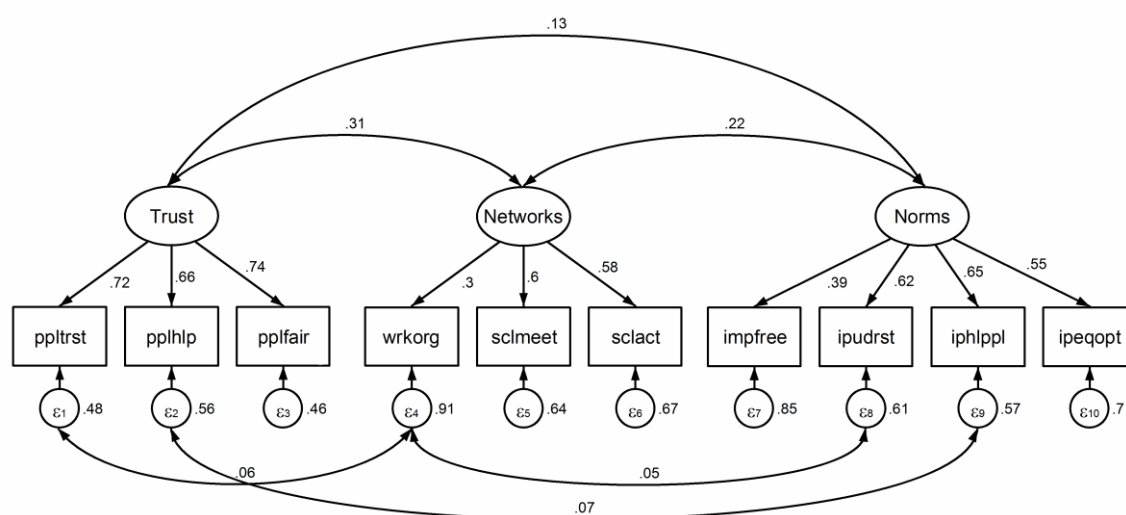 .13
.31 .22
Trust Networks Norms
.72 .66 .74 .3 .6 .58 .39 .62 .65 .55
ppltrst pplhlp pplfair wrkorg sclmeet sclact impfree ipudrst iphlppl ipeqopt
ε1 .48 ε2 .56 ε3 .46 ε4 .91 ε5 .64 ε6 .67 ε7 .85 ε8 .61 ε9 .57 ε10 .7
.06 .05
.07